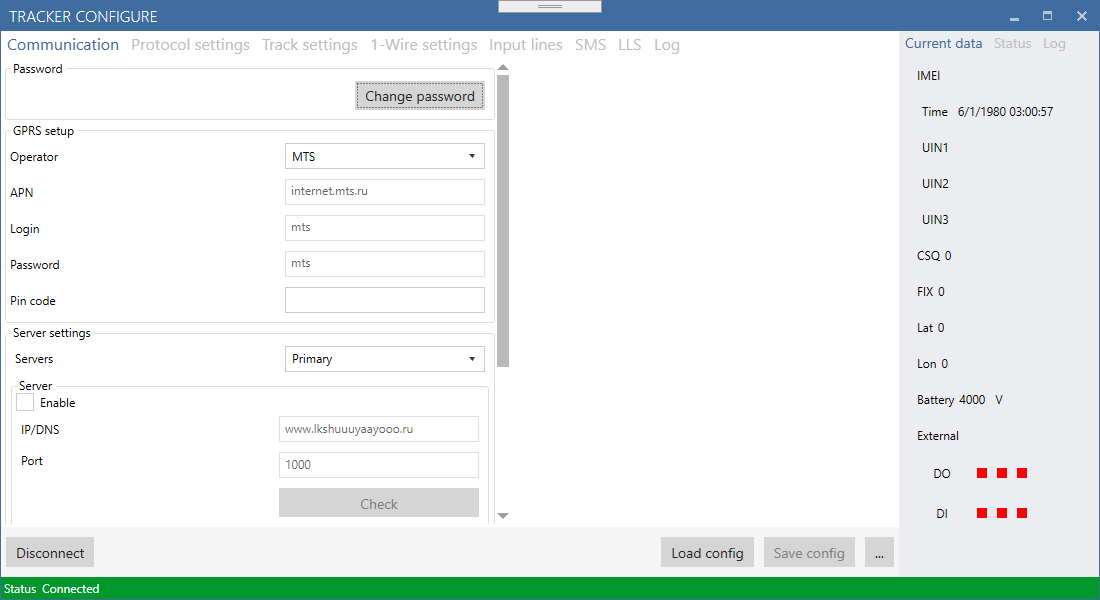 TRACKER CONFIGURE
Communication Protocol settings Track settings 1-Wire settings Input lines SMS LLS Log
Password
Change password
GPRS setup
Operator MTS
APN internet.mts.ru
Login mts
Password mts
Pin code
Server settings
Servers Primary
Server
Enable
IP/DNS www.lkshuuuyaayooo.ru
Port 1000
Check
Disconnect Load config Save config ...
Status Connected
Current data Status Log
IMEI
Time 6/1/1980 03:00:57
UIN1
UIN2
UIN3
CSQ 0
FIX 0
Lat 0
Lon 0
Battery 4000 V
External
DO
DI